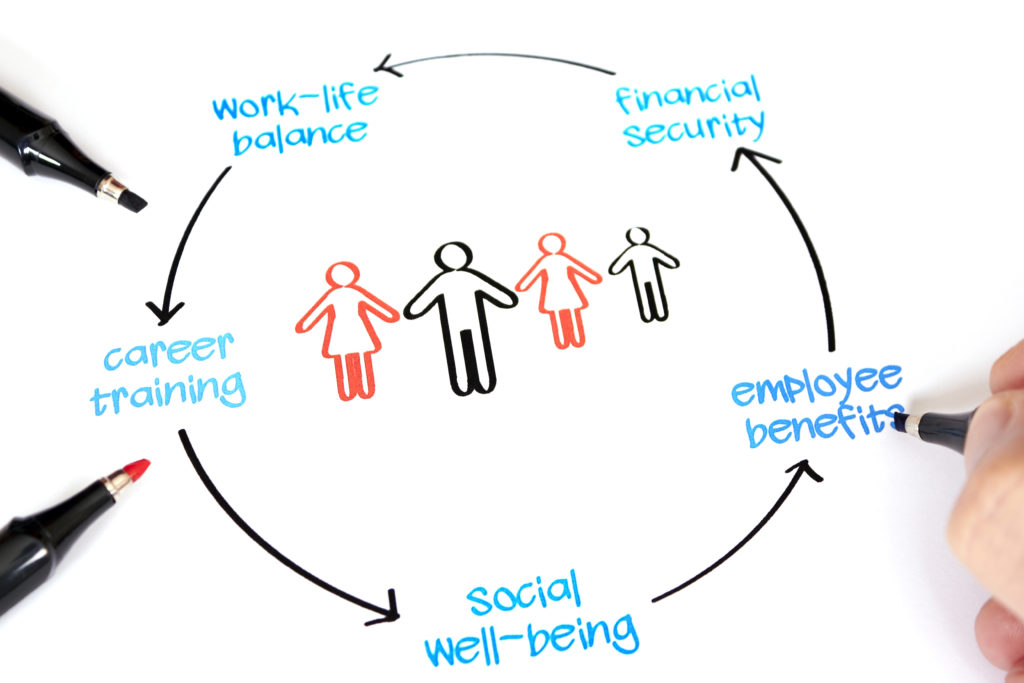 work-life
balance
financial
security
career
training
employee
benefits
social
well-being